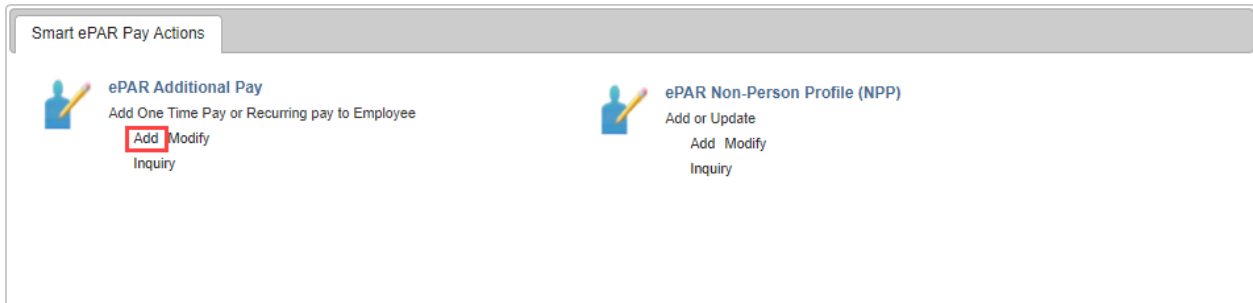 Smart ePAR Pay Actions
ePAR Additional Pay
Add One Time Pay or Recurring pay to Employee
Add Modify
Inquiry
ePAR Non-Person Profile (NPP)
Add or Update
Add Modify
Inquiry